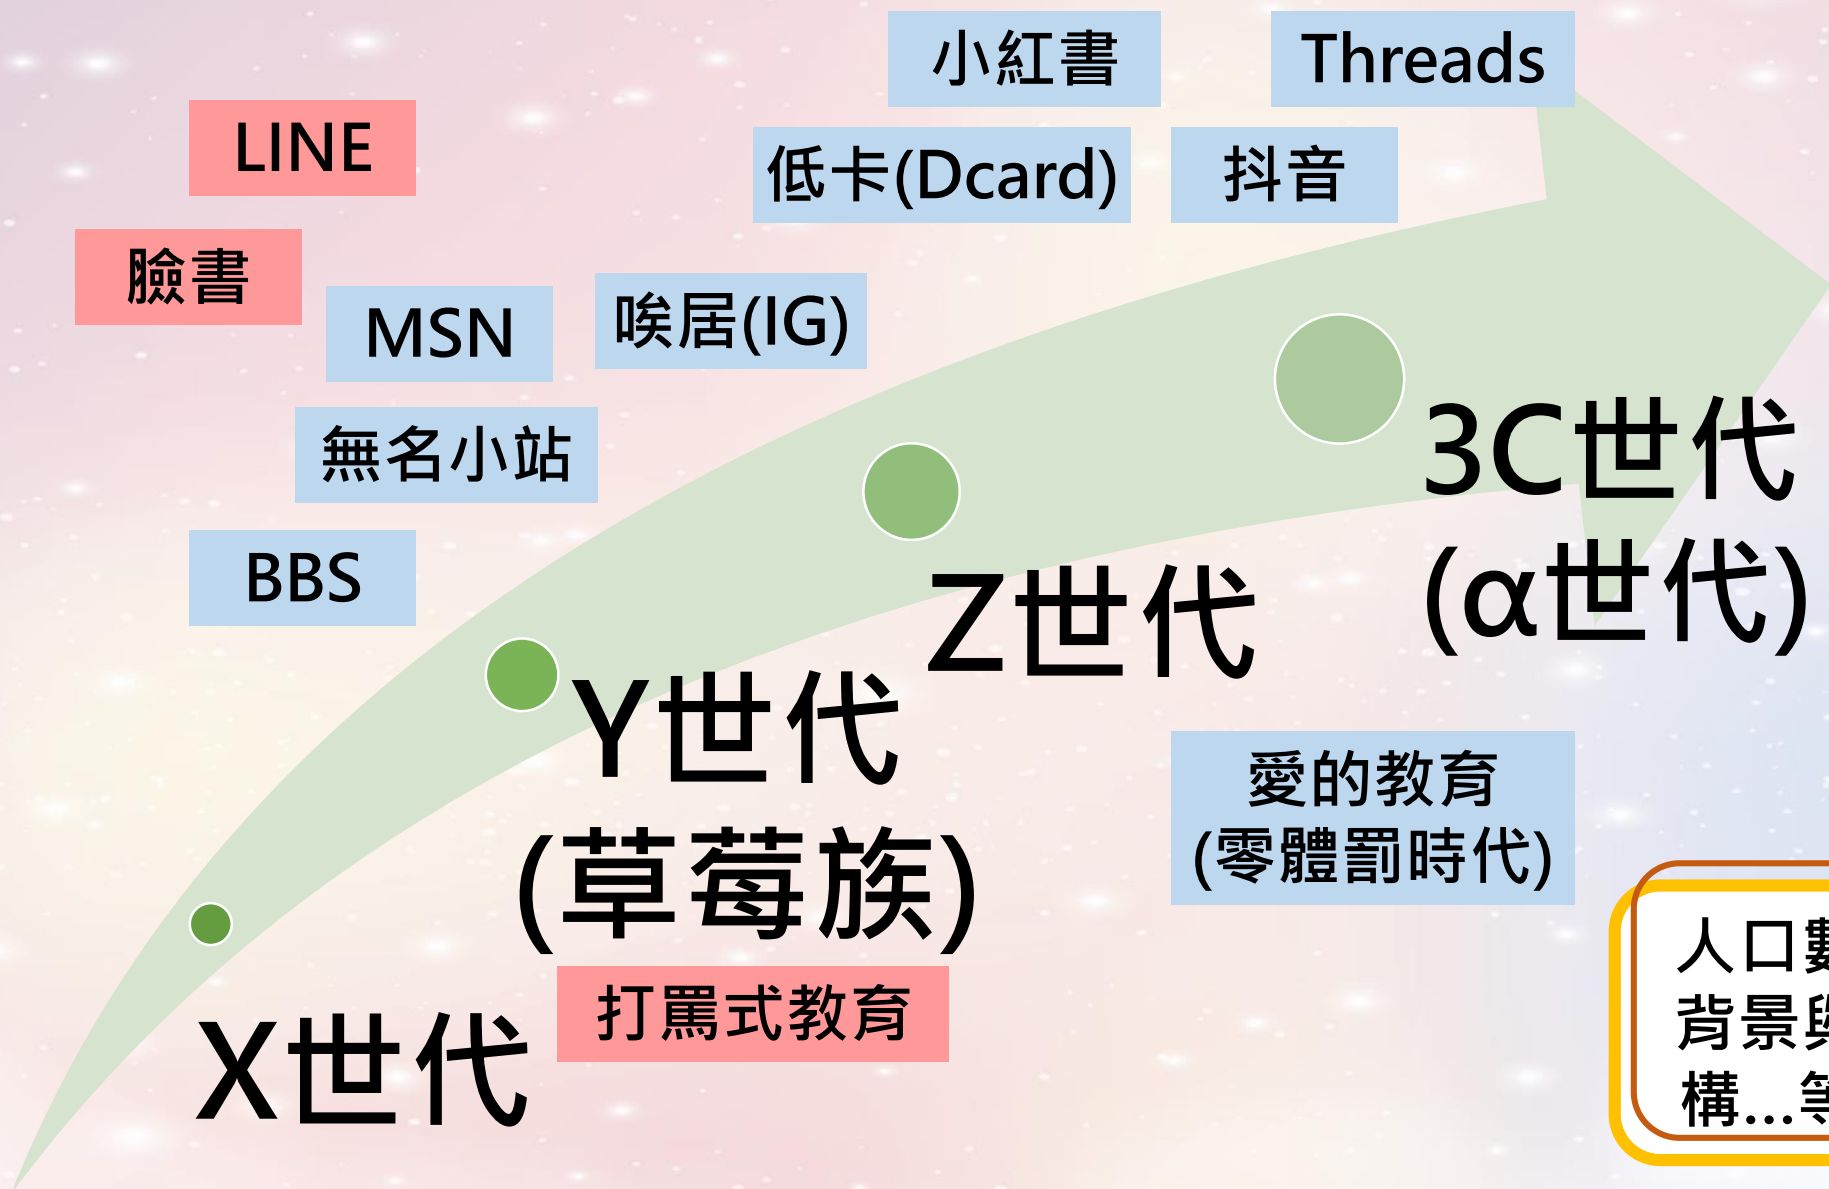 小紅書
Threads
LINE
低卡(Dcard)
抖音
臉書
MSN
唉居(IG)
無名小站
BBS
3C世代
(α世代)
Z世代
Y世代
(草莓族)
愛的教育
(零體罰時代)
打罵式教育
X世代
人口數
背景與
構...等